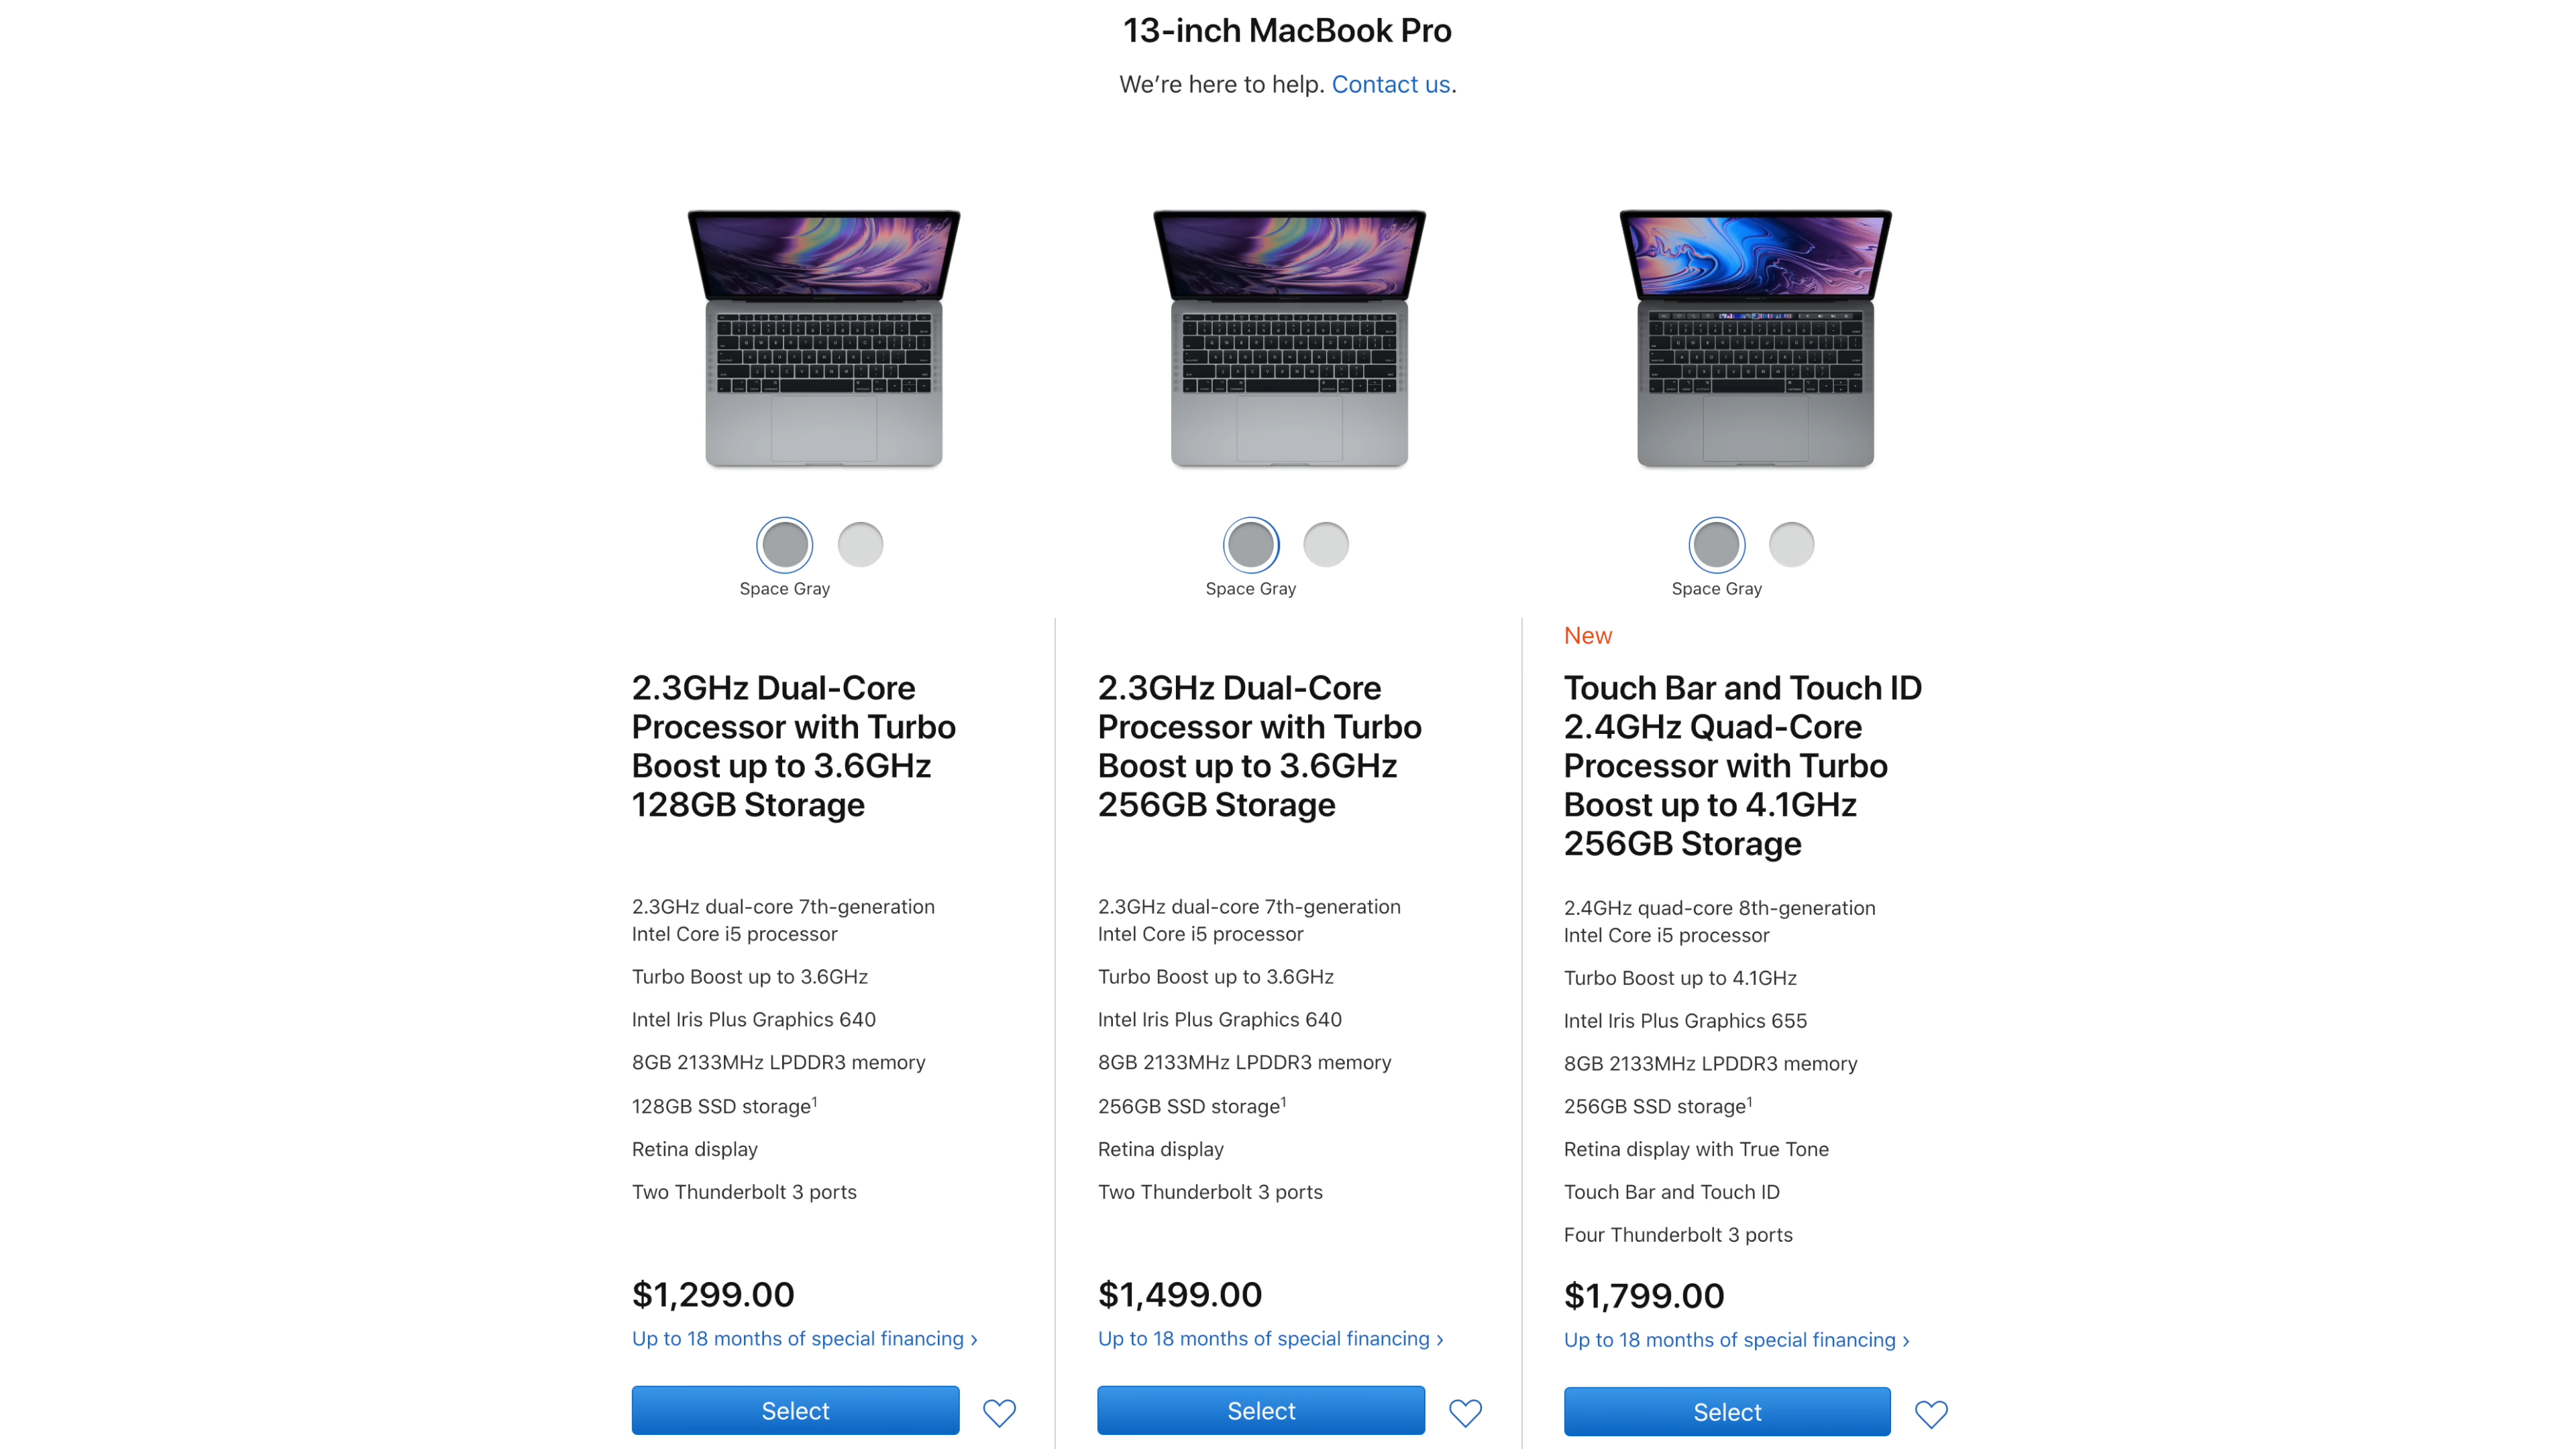 13-inch MacBook Pro
We’re here to help. Contact us.
Space Gray
Space Gray
Space Gray
2.3GHz Dual-Core
Processor with Turbo
Boost up to 3.6GHz
128GB Storage
2.3GHz dual-core 7th-generation
Intel Core i5 processor
Turbo Boost up to 3.6GHz
Intel Iris Plus Graphics 640
8GB 2133MHz LPDDR3 memory
128GB SSD storage¹
Retina display
Two Thunderbolt 3 ports
$1,299.00
Up to 18 months of special financing ›
Select
2.3GHz Dual-Core
Processor with Turbo
Boost up to 3.6GHz
256GB Storage
2.3GHz dual-core 7th-generation
Intel Core i5 processor
Turbo Boost up to 3.6GHz
Intel Iris Plus Graphics 640
8GB 2133MHz LPDDR3 memory
256GB SSD storage¹
Retina display
Two Thunderbolt 3 ports
$1,499.00
Up to 18 months of special financing ›
Select
New
Touch Bar and Touch ID
2.4GHz Quad-Core
Processor with Turbo
Boost up to 4.1GHz
256GB Storage
2.4GHz quad-core 8th-generation
Intel Core i5 processor
Turbo Boost up to 4.1GHz
Intel Iris Plus Graphics 655
8GB 2133MHz LPDDR3 memory
256GB SSD storage¹
Retina display with True Tone
Touch Bar and Touch ID
Four Thunderbolt 3 ports
$1,799.00
Up to 18 months of special financing ›
Select